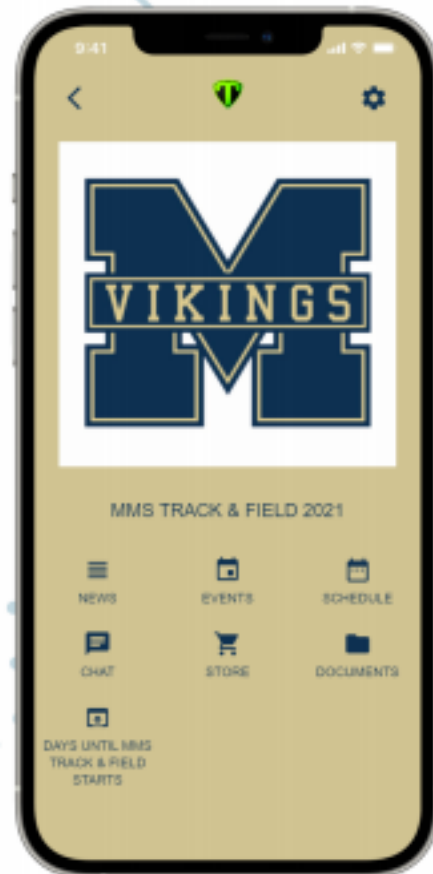 9:41
VIKINGS
MMS TRACK & FIELD 2021
NEWS
EVENTS
SCHEDULE
CHAT
STORE
DOCUMENTS
DAYS UNTIL MMS
TRACK & FIELD
STARTS